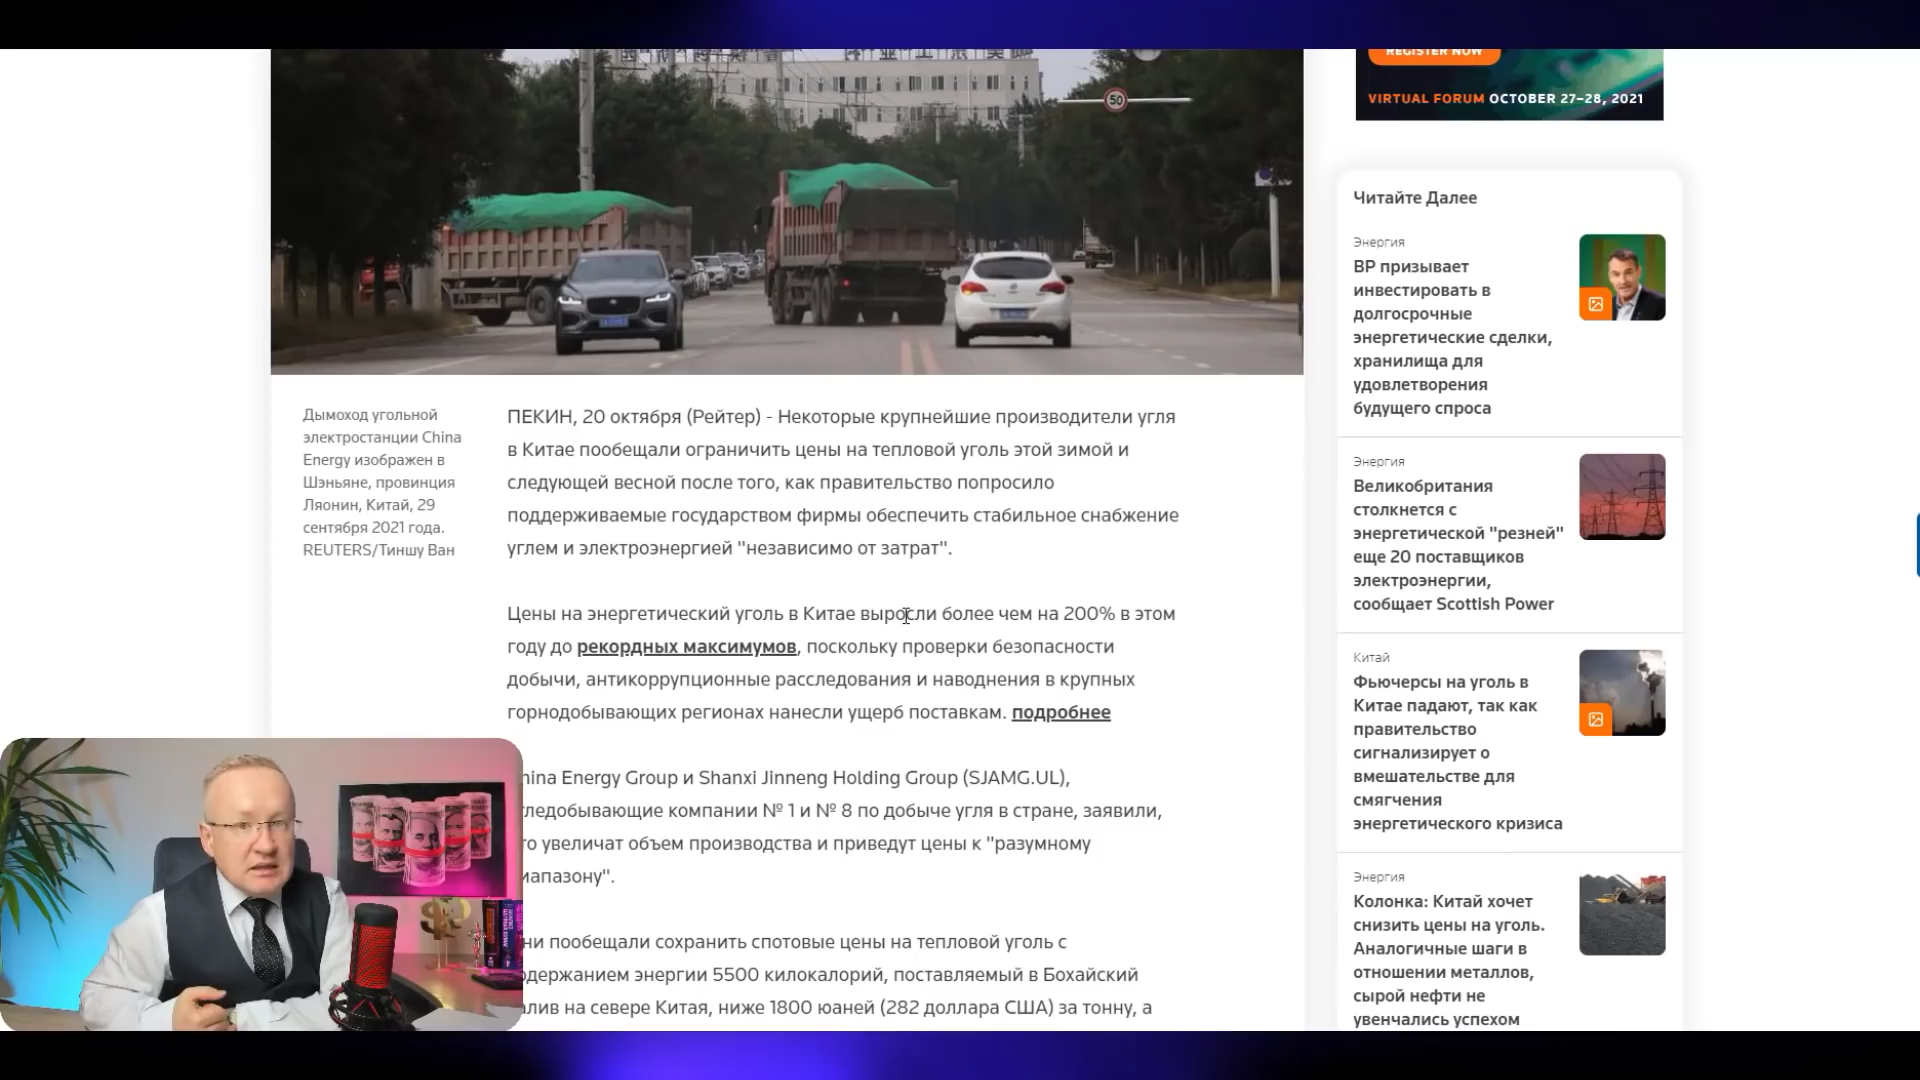 REGISTER NOW
VIRTUAL FORUM OCTOBER 27–28, 2021
50
Читайте Далее
Энергия
BP призывает
инвестировать в
долгосрочные
энергетические сделки,
хранилища для
удовлетворения
будущего спроса
Энергия
Великобритания
столкнется с
энергетической "резней"
еще 20 поставщиков
электроэнергии,
сообщает Scottish Power
Китай
Фьючерсы на уголь в
Китае падают, так как
правительство
сигнализирует о
вмешательстве для
смягчения
энергетического кризиса
Энергия
Колонка: Китай хочет
снизить цены на уголь.
Аналогичные шаги в
отношении металлов,
сырой нефти не
увенчались успехом
Дымоход угольной
электростанции China
Energy изображен в
Шэньяне, провинция
Ляонин, Китай, 29
сентября 2021 года.
REUTERS/Тиншу Ван
ПЕКИН, 20 октября (Рейтер) - Некоторые крупнейшие производители угля
в Китае пообещали ограничить цены на тепловой уголь этой зимой и
следующей весной после того, как правительство попросило
поддерживаемые государством фирмы обеспечить стабильное снабжение
углем и электроэнергией "независимо от затрат".
Цены на энергетический уголь в Китае выросли более чем на 200% в этом
году до рекордных максимумов, поскольку проверки безопасности
добычи, антикоррупционные расследования и наводнения в крупных
горнодобывающих регионах нанесли ущерб поставкам. подробнее
hina Energy Group и Shanxi Jinneng Holding Group (SJAMG.UL),
гледобывающие компании № 1 и № 8 по добыче угля в стране, заявили,
то увеличат объем производства и приведут цены к "разумному
иапазону".
ни пообещали сохранить спотовые цены на тепловой уголь с
одержанием энергии 5500 килокалорий, поставляемый в Бохайский
алив на севере Китая, ниже 1800 юаней (282 доллара США) за тонну, а